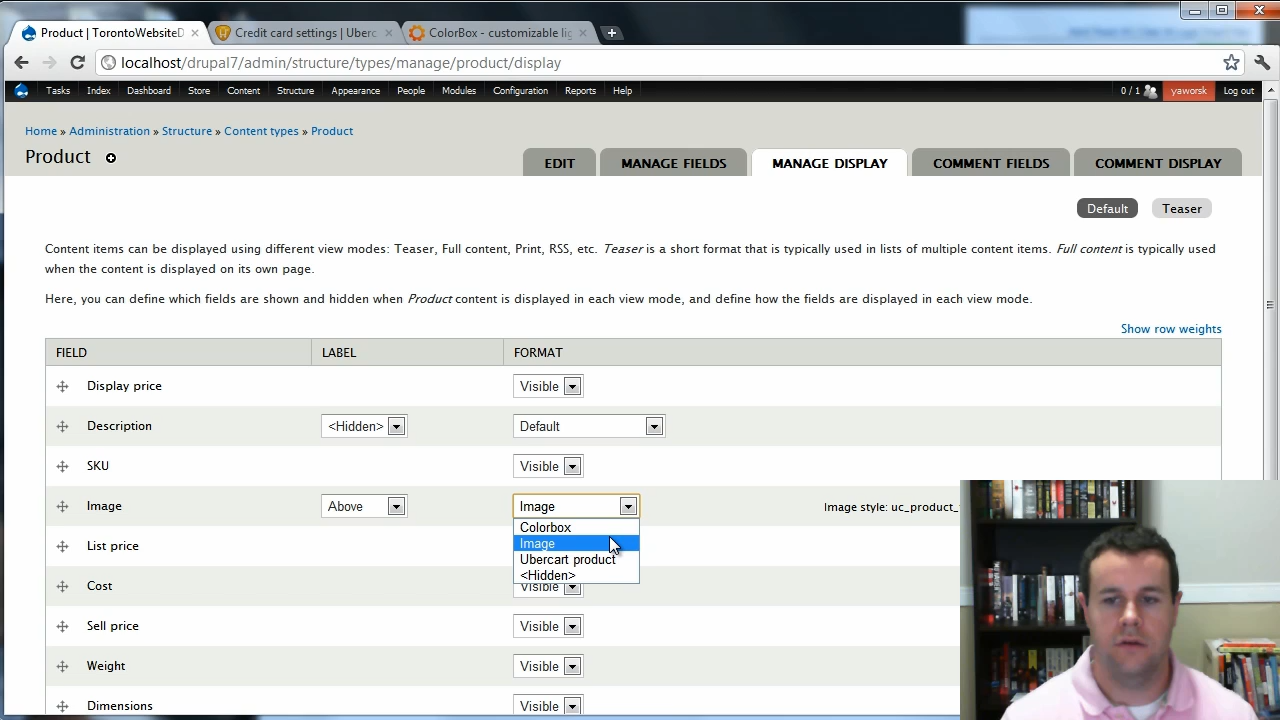 Product | TorontoWebsiteD
Credit card settings | Uberc
ColorBox - customizable lig
localhost/drupal7/admin/structure/types/manage/product/display
Tasks Index Dashboard Store Content Structure Appearance People Modules Configuration Reports Help 0 / 1 yaworsk Log out
Home » Administration » Structure » Content types » Product
Product
EDIT MANAGE FIELDS MANAGE DISPLAY COMMENT FIELDS COMMENT DISPLAY
Default Teaser
Content items can be displayed using different view modes: Teaser, Full content, Print, RSS, etc. Teaser is a short format that is typically used in lists of multiple content items. Full content is typically used
when the content is displayed on its own page.
Here, you can define which fields are shown and hidden when Product content is displayed in each view mode, and define how the fields are displayed in each view mode.
Show row weights
FIELD LABEL FORMAT
Display price Visible
Description <Hidden> Default
SKU Visible
Image Above Image Image style: uc_product_
Colorbox
Image
List price
Ubercart product
<Hidden>
Cost Visible
Sell price Visible
Weight Visible
Dimensions Visible